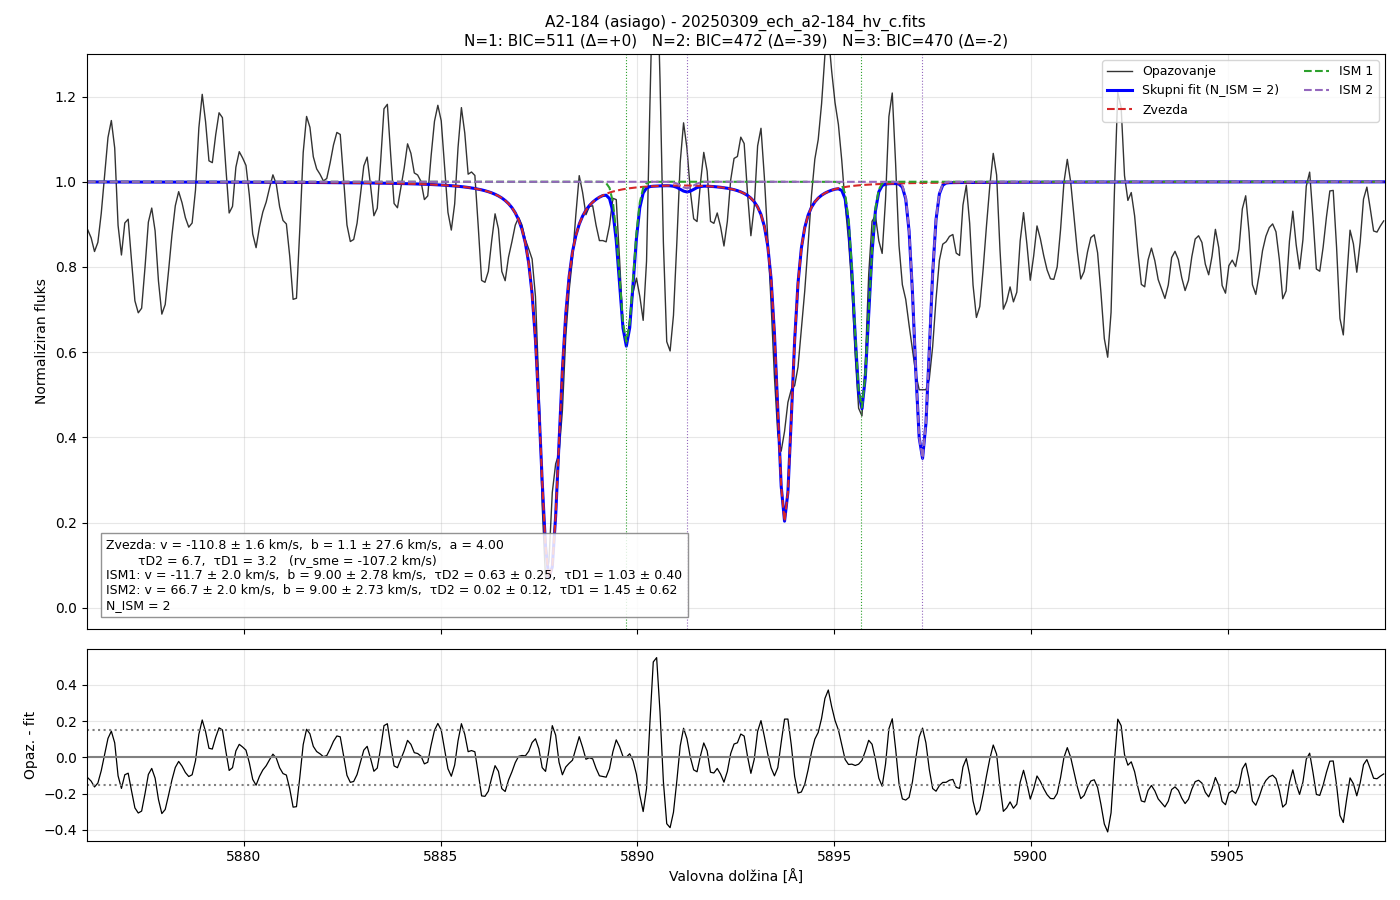 A2-184 (asiago) - 20250309_ech_a2-184_hv_c.fits
N=1: BIC=511 (Δ=+0)   N=2: BIC=472 (Δ=-39)   N=3: BIC=470 (Δ=-2)
Opazovanje
Skupni fit (N_ISM = 2)
Zvezda
ISM 1
ISM 2
Normaliziran fluks
1.2
1.0
0.8
0.6
0.4
0.2
0.0
Zvezda: v = -110.8 ± 1.6 km/s,  b = 1.1 ± 27.6 km/s,  a = 4.00
τD2 = 6.7,  τD1 = 3.2   (rv_sme = -107.2 km/s)
ISM1: v = -11.7 ± 2.0 km/s,  b = 9.00 ± 2.78 km/s,  τD2 = 0.63 ± 0.25,  τD1 = 1.03 ± 0.40
ISM2: v = 66.7 ± 2.0 km/s,  b = 9.00 ± 2.73 km/s,  τD2 = 0.02 ± 0.12,  τD1 = 1.45 ± 0.62
N_ISM = 2
Opaz. - fit
0.4
0.2
0.0
−0.2
−0.4
5880
5885
5890
5895
5900
5905
Valovna dolžina [Å]